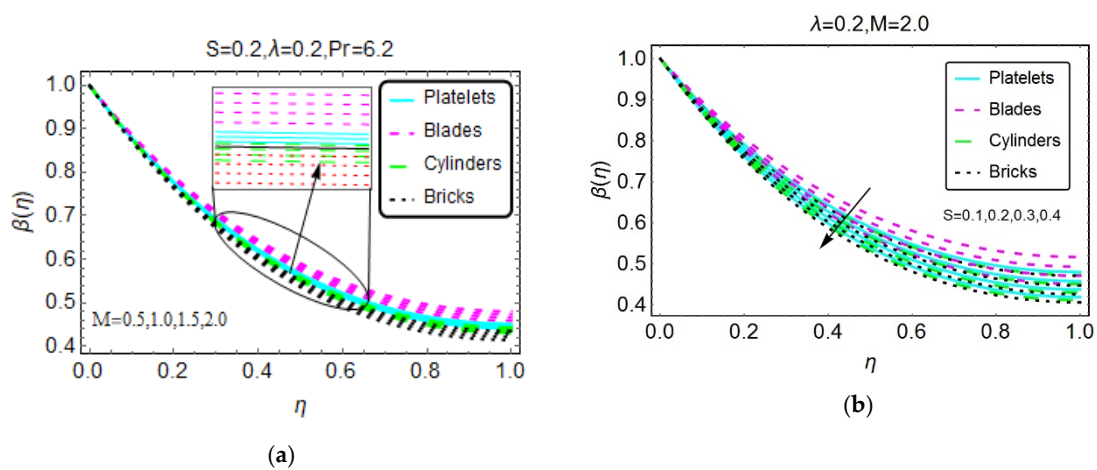 S=0.2,λ=0.2,Pr=6.2
1.0
0.9
0.8
0.7
0.6
0.5
0.4
β(η)
Platelets
Blades
Cylinders
Bricks
M=0.5,1.0,1.5,2.0
0.0 0.2 0.4 0.6 0.8 1.0
η
(a)
λ=0.2,M=2.0
1.0
0.9
0.8
0.7
0.6
0.5
0.4
β(η)
Platelets
Blades
Cylinders
Bricks
S=0.1,0.2,0.3,0.4
0.0 0.2 0.4 0.6 0.8 1.0
η
(b)